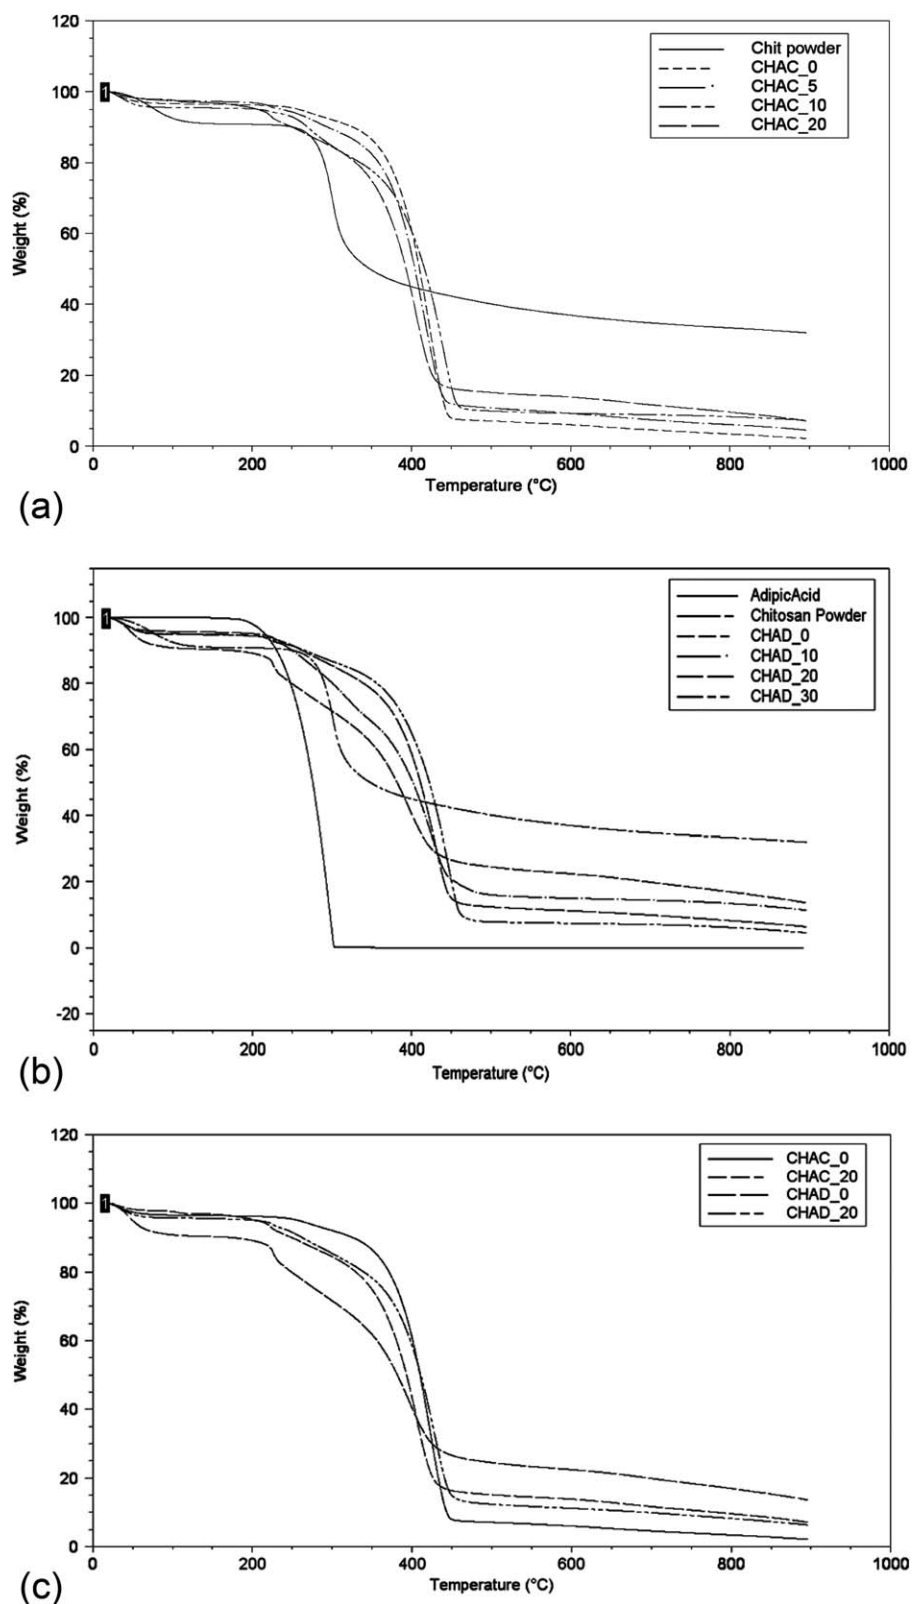 120
100
80
60
40
20
0
Weight (%)
1
Chit powder
CHAC_0
CHAC_5
CHAC_10
CHAC_20
0
200
400
600
800
1000
Temperature (°C)
(a)
100
80
60
40
20
0
-20
Weight (%)
1
AdipicAcid
Chitosan Powder
CHAD_0
CHAD_10
CHAD_20
CHAD_30
0
200
400
600
800
1000
Temperature (°C)
(b)
120
100
80
60
40
20
0
Weight (%)
1
CHAC_0
CHAC_20
CHAD_0
CHAD_20
0
200
400
600
800
1000
Temperature (°C)
(c)